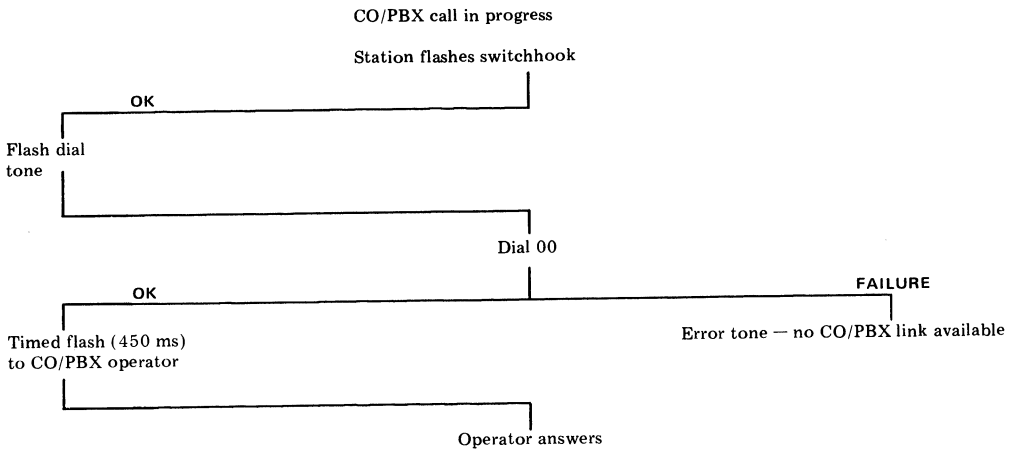 CO/PBX call in progress
Station flashes switchhook
OK
Flash dial
tone
Dial 00
OK
FAILURE
Timed flash (450 ms)
to CO/PBX operator
Error tone — no CO/PBX link available
Operator answers